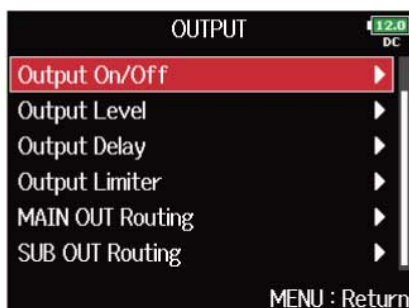 OUTPUT
12.0
DC
Output On/Off
Output Level
Output Delay
Output Limiter
MAIN OUT Routing
SUB OUT Routing
MENU : Return